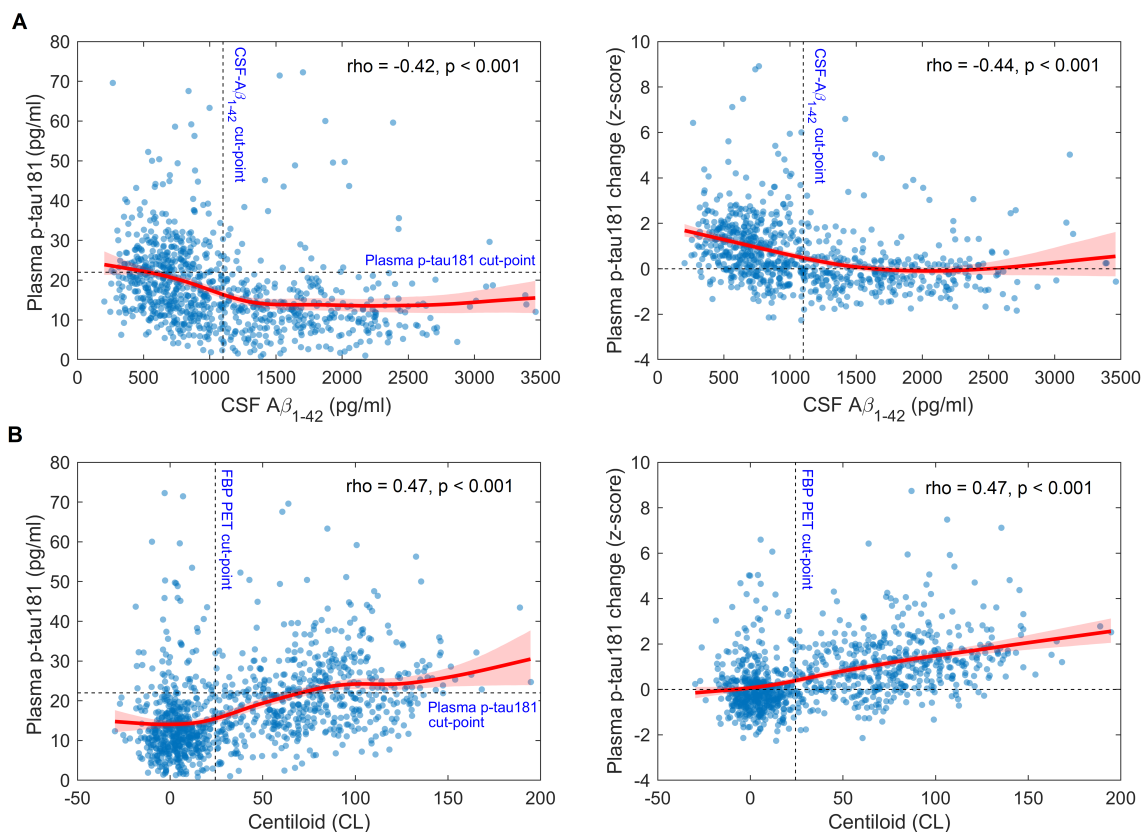 A
80
70
60
50
40
30
20
10
0
0
500
1000
1500
2000
2500
3000
3500
Plasma p-tau181 (pg/ml)
CSF Aβ1-42 (pg/ml)
rho = -0.42, p < 0.001
CSF-Aβ1-42 cut-point
Plasma p-tau181 cut-point
10
8
6
4
2
0
-2
-4
0
500
1000
1500
2000
2500
3000
3500
Plasma p-tau181 change (z-score)
CSF Aβ1-42 (pg/ml)
rho = -0.44, p < 0.001
CSF-Aβ1-42 cut-point
B
80
70
60
50
40
30
20
10
0
-50
0
50
100
150
200
Plasma p-tau181 (pg/ml)
Centiloid (CL)
rho = 0.47, p < 0.001
FBP PET cut-point
Plasma p-tau181
cut-point
10
8
6
4
2
0
-2
-4
-50
0
50
100
150
200
Plasma p-tau181 change (z-score)
Centiloid (CL)
rho = 0.47, p < 0.001
FBP PET cut-point